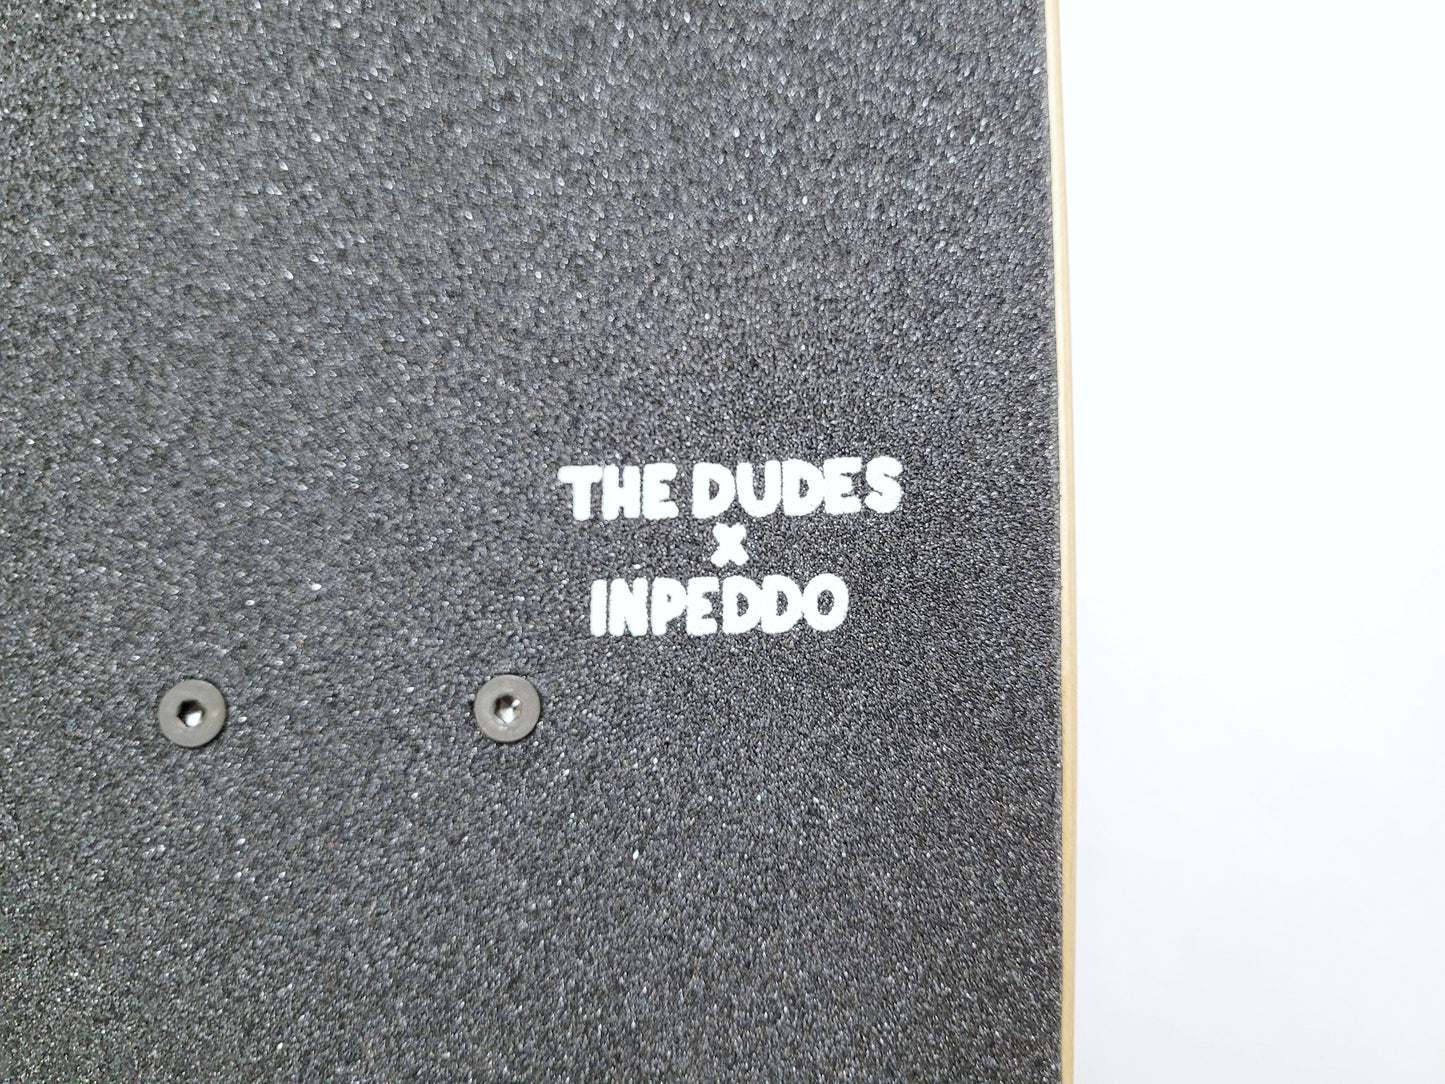 THE DUDES
x
INPEDDO